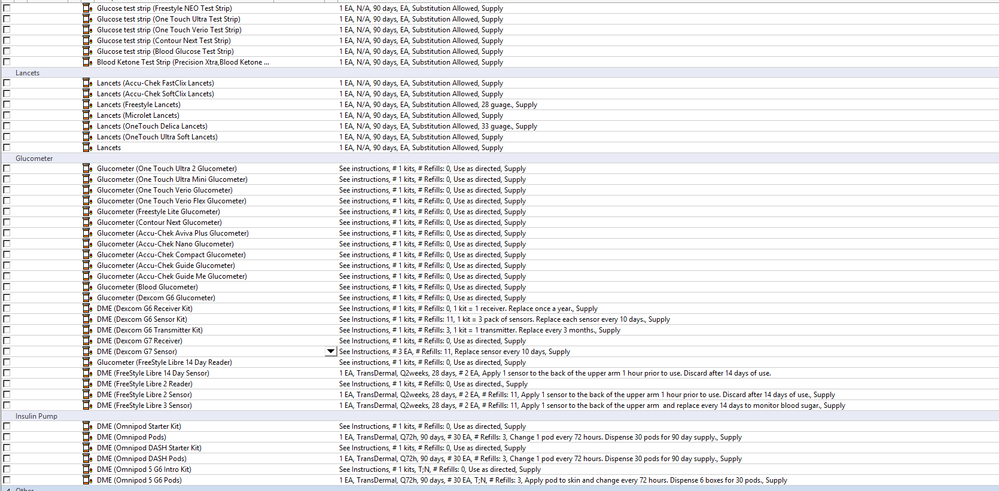 Glucose test strip (Freestyle NEO Test Strip) 1 EA, N/A, 90 days, EA, Substitution Allowed, Supply
Glucose test strip (One Touch Ultra Test Strip) 1 EA, N/A, 90 days, EA, Substitution Allowed, Supply
Glucose test strip (One Touch Verio Test Strip) 1 EA, N/A, 90 days, EA, Substitution Allowed, Supply
Glucose test strip (Contour Next Test Strip) 1 EA, N/A, 90 days, EA, Substitution Allowed, Supply
Glucose test strip (Blood Glucose Test Strip) 1 EA, N/A, 90 days, EA, Substitution Allowed, Supply
Blood Ketone Test Strip (Precision Xtra,Blood Ketone ... 1 EA, N/A, 90 days, EA, Substitution Allowed, Supply
Lancets
Lancets (Accu-Chek FastClix Lancets) 1 EA, N/A, 90 days, EA, Substitution Allowed, Supply
Lancets (Accu-Chek SoftClix Lancets) 1 EA, N/A, 90 days, EA, Substitution Allowed, Supply
Lancets (Freestyle Lancets) 1 EA, N/A, 90 days, EA, Substitution Allowed, 28 guage., Supply
Lancets (Microlet Lancets) 1 EA, N/A, 90 days, EA, Substitution Allowed, Supply
Lancets (OneTouch Delica Lancets) 1 EA, N/A, 90 days, EA, Substitution Allowed, 33 guage., Supply
Lancets (OneTouch Ultra Soft Lancets) 1 EA, N/A, 90 days, EA, Substitution Allowed, Supply
Lancets 1 EA, N/A, 90 days, EA, Substitution Allowed, Supply
Glucometer
Glucometer (One Touch Ultra 2 Glucometer) See instructions, # 1 kits, # Refills: 0, Use as directed, Supply
Glucometer (One Touch Ultra Mini Glucometer) See instructions, # 1 kits, # Refills: 0, Use as directed, Supply
Glucometer (One Touch Verio Glucometer) See instructions, # 1 kits, # Refills: 0, Use as directed, Supply
Glucometer (One Touch Verio Flex Glucometer) See instructions, # 1 kits, # Refills: 0, Use as directed, Supply
Glucometer (Freestyle Lite Glucometer) See instructions, # 1 kits, # Refills: 0, Use as directed, Supply
Glucometer (Contour Next Glucometer) See instructions, # 1 kits, # Refills: 0, Use as directed, Supply
Glucometer (Accu-Chek Aviva Plus Glucometer) See instructions, # 1 kits, # Refills: 0, Use as directed, Supply
Glucometer (Accu-Chek Nano Glucometer) See instructions, # 1 kits, # Refills: 0, Use as directed, Supply
Glucometer (Accu-Chek Compact Glucometer) See instructions, # 1 kits, # Refills: 0, Use as directed, Supply
Glucometer (Accu-Chek Guide Glucometer) See instructions, # 1 kits, # Refills: 0, Use as directed, Supply
Glucometer (Accu-Chek Guide Me Glucometer) See instructions, # 1 kits, # Refills: 0, Use as directed, Supply
Glucometer (Blood Glucometer) See instructions, # 1 kits, # Refills: 0, Use as directed, Supply
Glucometer (Dexcom G6 Glucometer) See instructions, # 1 kits, # Refills: 0, Use as directed, Supply
DME (Dexcom G6 Receiver Kit) See Instructions, # 1 kits, # Refills: 0, 1 kit = 1 receiver. Replace once a year., Supply
DME (Dexcom G6 Sensor Kit) See Instructions, # 1 kits, # Refills: 11, 1 kit = 3 pack of sensors. Replace each sensor every 10 days., Supply
DME (Dexcom G6 Transmitter Kit) See Instructions, # 1 kits, # Refills: 3, 1 kit = 1 transmitter. Replace every 3 months., Supply
DME (Dexcom G7 Receiver) See Instructions, # 1 kits, # Refills: 0, Use as directed, Supply
DME (Dexcom G7 Sensor) See Instructions, # 3 EA, # Refills: 11, Replace sensor every 10 days, Supply
Glucometer (FreeStyle Libre 14 Day Reader) See instructions, # 1 kits, # Refills: 0, Use as directed, Supply
DME (FreeStyle Libre 14 Day Sensor) 1 EA, TransDermal, Q2weeks, 28 days, # 2 EA, Apply 1 sensor to the back of the upper arm 1 hour prior to use. Discard after 14 days of use.
DME (FreeStyle Libre 2 Reader) See Instructions, # 1 kits, # Refills: 0, Use as directed., Supply
DME (FreeStyle Libre 2 Sensor) 1 EA, TransDermal, Q2weeks, 28 days, # 2 EA, # Refills: 11, Apply 1 sensor to the back of the upper arm 1 hour prior to use. Discard after 14 days of use., Supply
DME (FreeStyle Libre 3 Sensor) 1 EA, TransDermal, Q2weeks, 28 days, # 2 EA, # Refills: 11, Apply 1 sensor to the back of the upper arm and replace every 14 days to monitor blood sugar., Supply
Insulin Pump
DME (Omnipod Starter Kit) See Instructions, # 1 kits, # Refills: 0, Use as directed, Supply
DME (Omnipod Pods) 1 EA, TransDermal, Q72h, 90 days, # 30 EA, # Refills: 3, Change 1 pod every 72 hours. Dispense 30 pods for 90 day supply., Supply
DME (Omnipod DASH Starter Kit) See Instructions, # 1 kits, # Refills: 0, Use as directed, Supply
DME (Omnipod DASH Pods) 1 EA, TransDermal, Q72h, 90 days, # 30 EA, # Refills: 3, Change 1 pod every 72 hours. Dispense 30 pods for 90 day supply., Supply
DME (Omnipod 5 G6 Intro Kit) See Instructions, # 1 kits, T;N, # Refills: 0, Use as directed, Supply
DME (Omnipod 5 G6 Pods) 1 EA, TransDermal, Q72h, 90 days, # 30 EA, T;N, # Refills: 3, Apply pod to skin and change every 72 hours. Dispense 6 boxes for 30 pods., Supply
Other